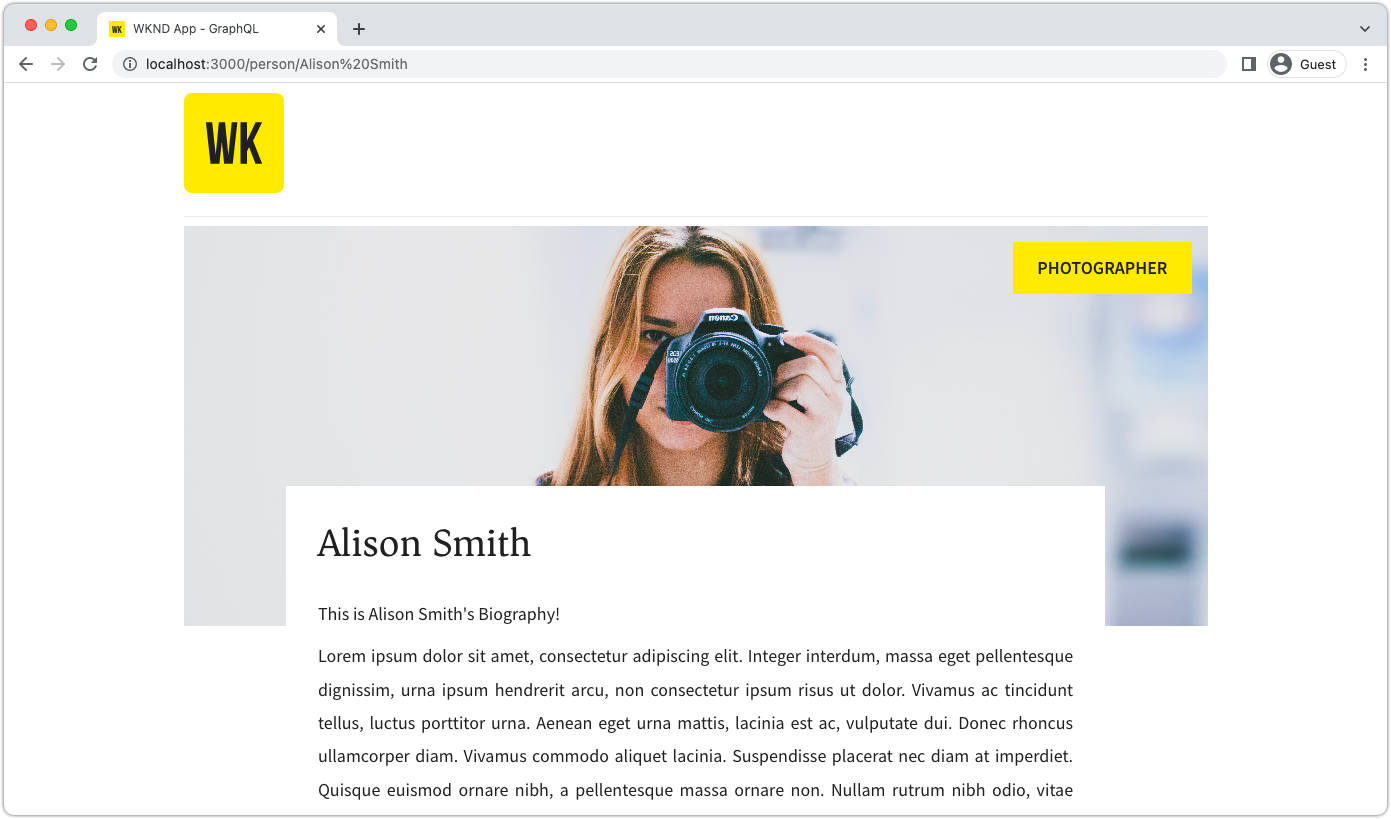 WK
WKND App - GraphQL
localhost:3000/person/Alison%20Smith
Guest
WK
PHOTOGRAPHER
Canon
Alison Smith
This is Alison Smith's Biography!
Lorem ipsum dolor sit amet, consectetur adipiscing elit. Integer interdum, massa eget pellentesque
dignissim, urna ipsum hendrerit arcu, non consectetur ipsum risus ut dolor. Vivamus ac tincidunt
tellus, luctus porttitor urna. Aenean eget urna mattis, lacinia est ac, vulputate dui. Donec rhoncus
ullamcorper diam. Vivamus commodo aliquet lacinia. Suspendisse placerat nec diam at imperdiet.
Quisque euismod ornare nibh, a pellentesque massa ornare non. Nullam rutrum nibh odio, vitae